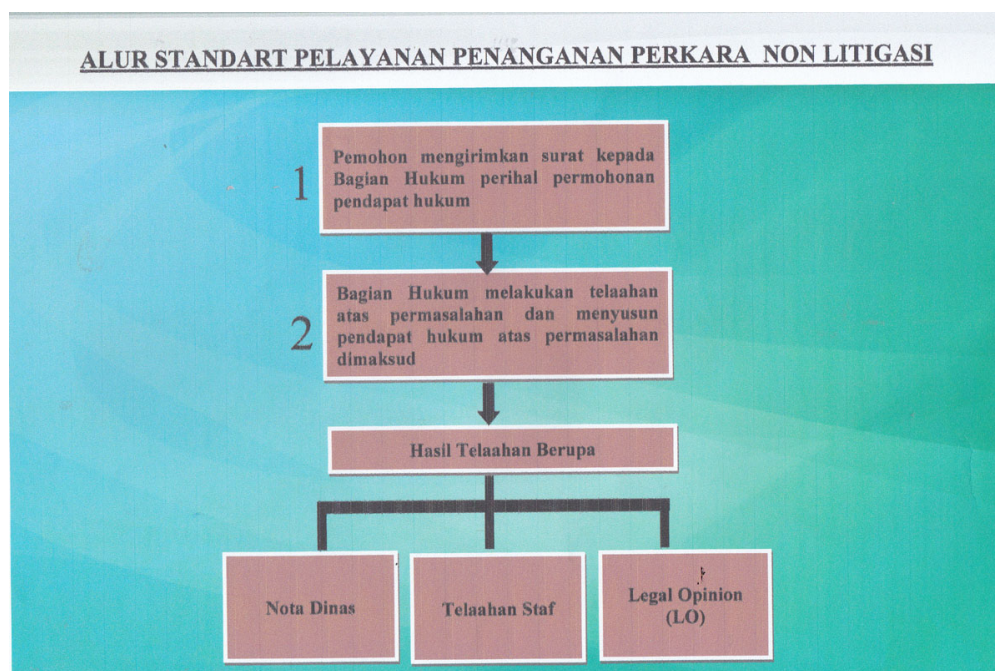 ALUR STANDART PELAYANAN PENANGANAN PERKARA NON LITIGASI
1
Pemohon mengirimkan surat kepada
Bagian Hukum perihal permohonan
pendapat hukum
2
Bagian Hukum melakukan telaahan
atas permasalahan dan menyusun
pendapat hukum atas permasalahan
dimaksud
Hasil Telaahan Berupa
Nota Dinas
Telaahan Staf
Legal Opinion
(LO)